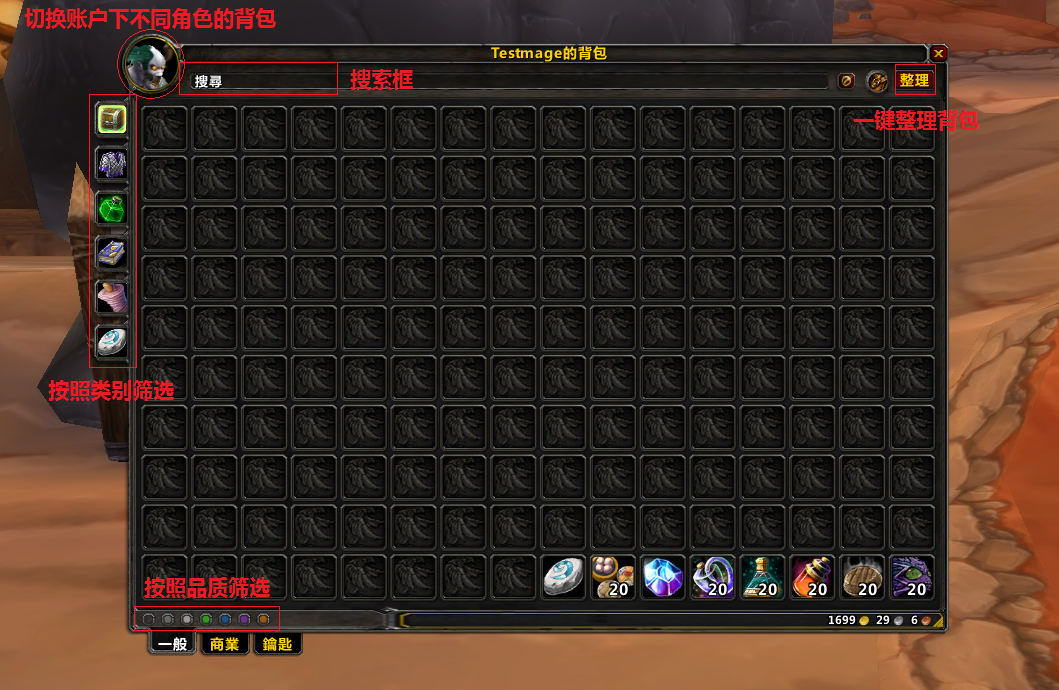 切换账户下不同角色的背包
Testmage的背包
搜尋
搜索框
整理
一键整理背包
按照类别筛选
20
20
20
20
20
20
按照品质筛选
1699 29 6
一般
商業
鑰匙